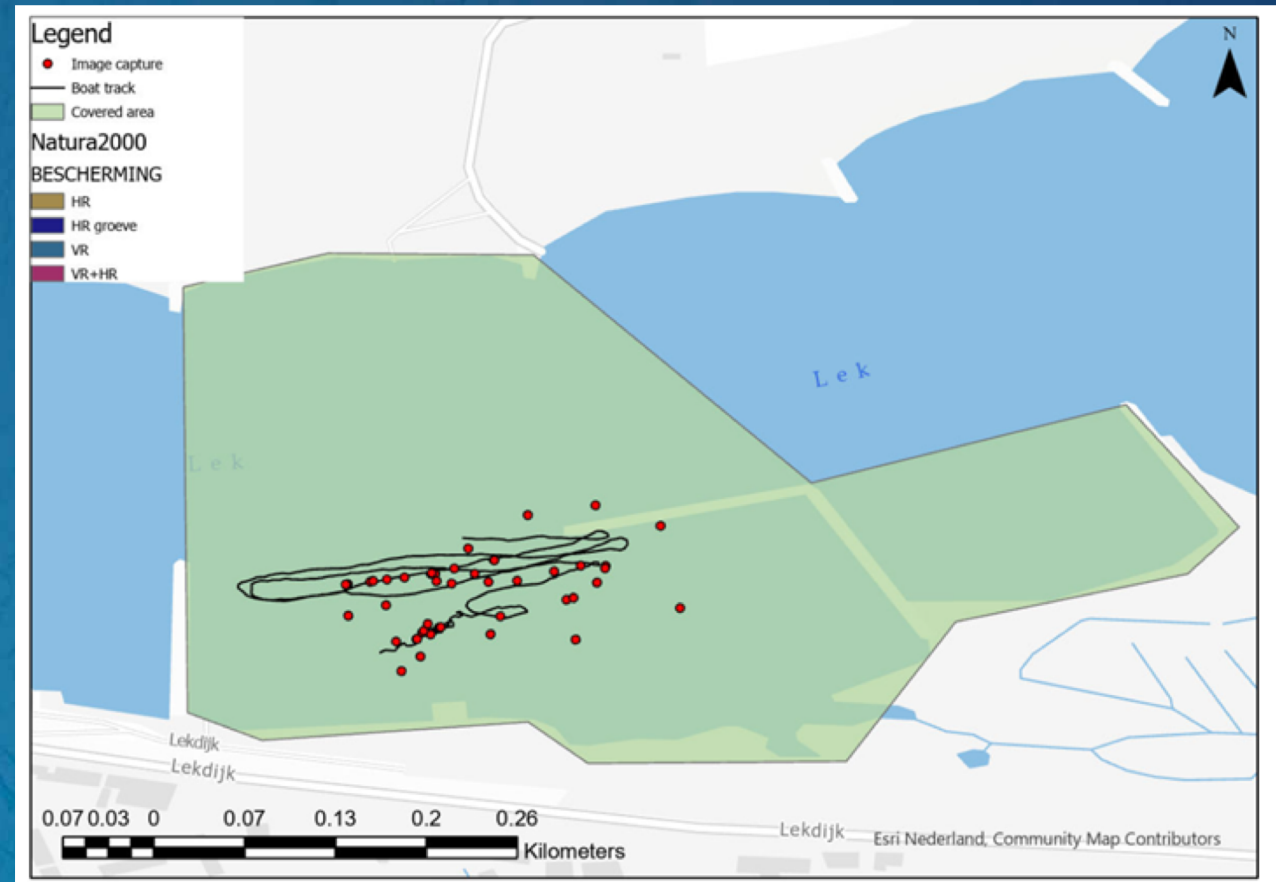 Legend
Image capture
Boat track
Covered area
Natura2000
BESCHERMING
HR
HR groeve
VR
VR+HR
N
Lek
Lek
Lekdijk
Lekdijk
Lekdijk
0.07 0.03 0 0.07 0.13 0.2 0.26
Kilometers
Esri Nederland, Community Map Contributors